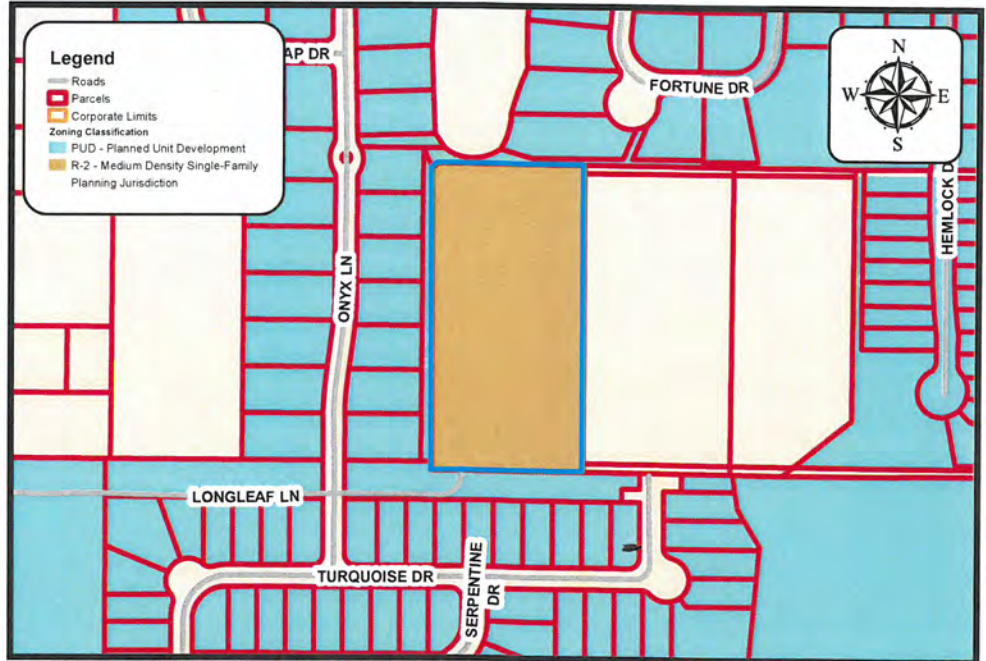 Legend
Roads
Parcels
Corporate Limits
Zoning Classification
PUD - Planned Unit Development
R-2 - Medium Density Single-Family
Planning Jurisdiction
AP DR
FORTUNE DR
N
W
E
S
HEMLOCK D
ONYX LN
LONGLEAF LN
TURQUOISE DR
SERPENTINE
DR